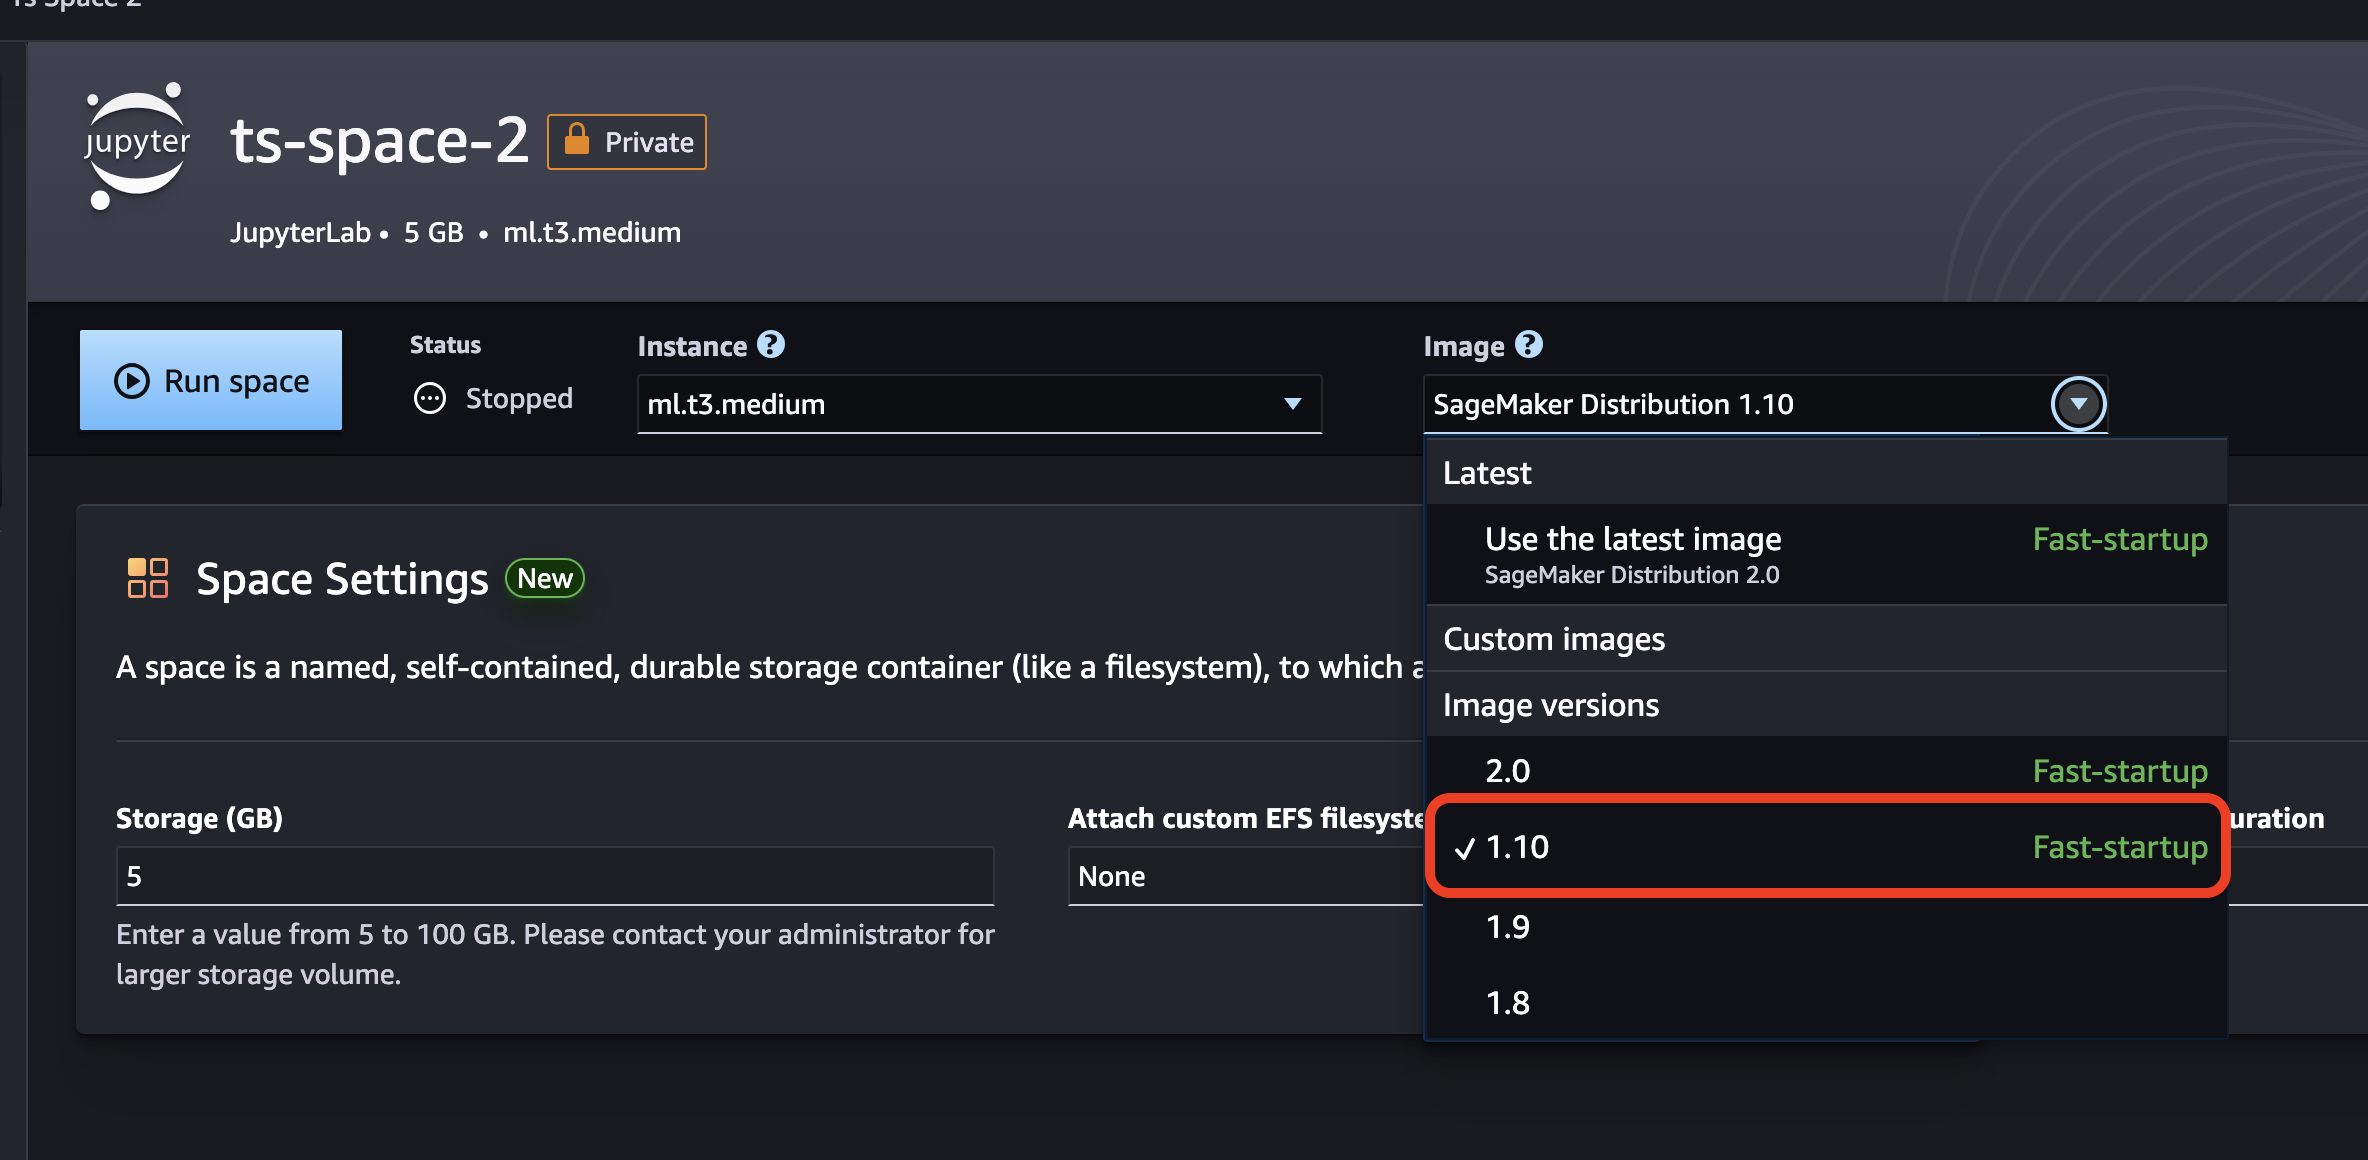 Ts Space 2
jupyter
ts-space-2
Private
JupyterLab • 5 GB • ml.t3.medium
Run space
Status
Stopped
Instance ?
ml.t3.medium
Image ?
SageMaker Distribution 1.10
Latest
Use the latest image Fast-startup
SageMaker Distribution 2.0
Custom images
Image versions
2.0 Fast-startup
✓ 1.10 Fast-startup
1.9
1.8
Space Settings New
A space is a named, self-contained, durable storage container (like a filesystem), to which
Storage (GB)
5
Enter a value from 5 to 100 GB. Please contact your administrator for
larger storage volume.
Attach custom EFS filesyste
None
uration